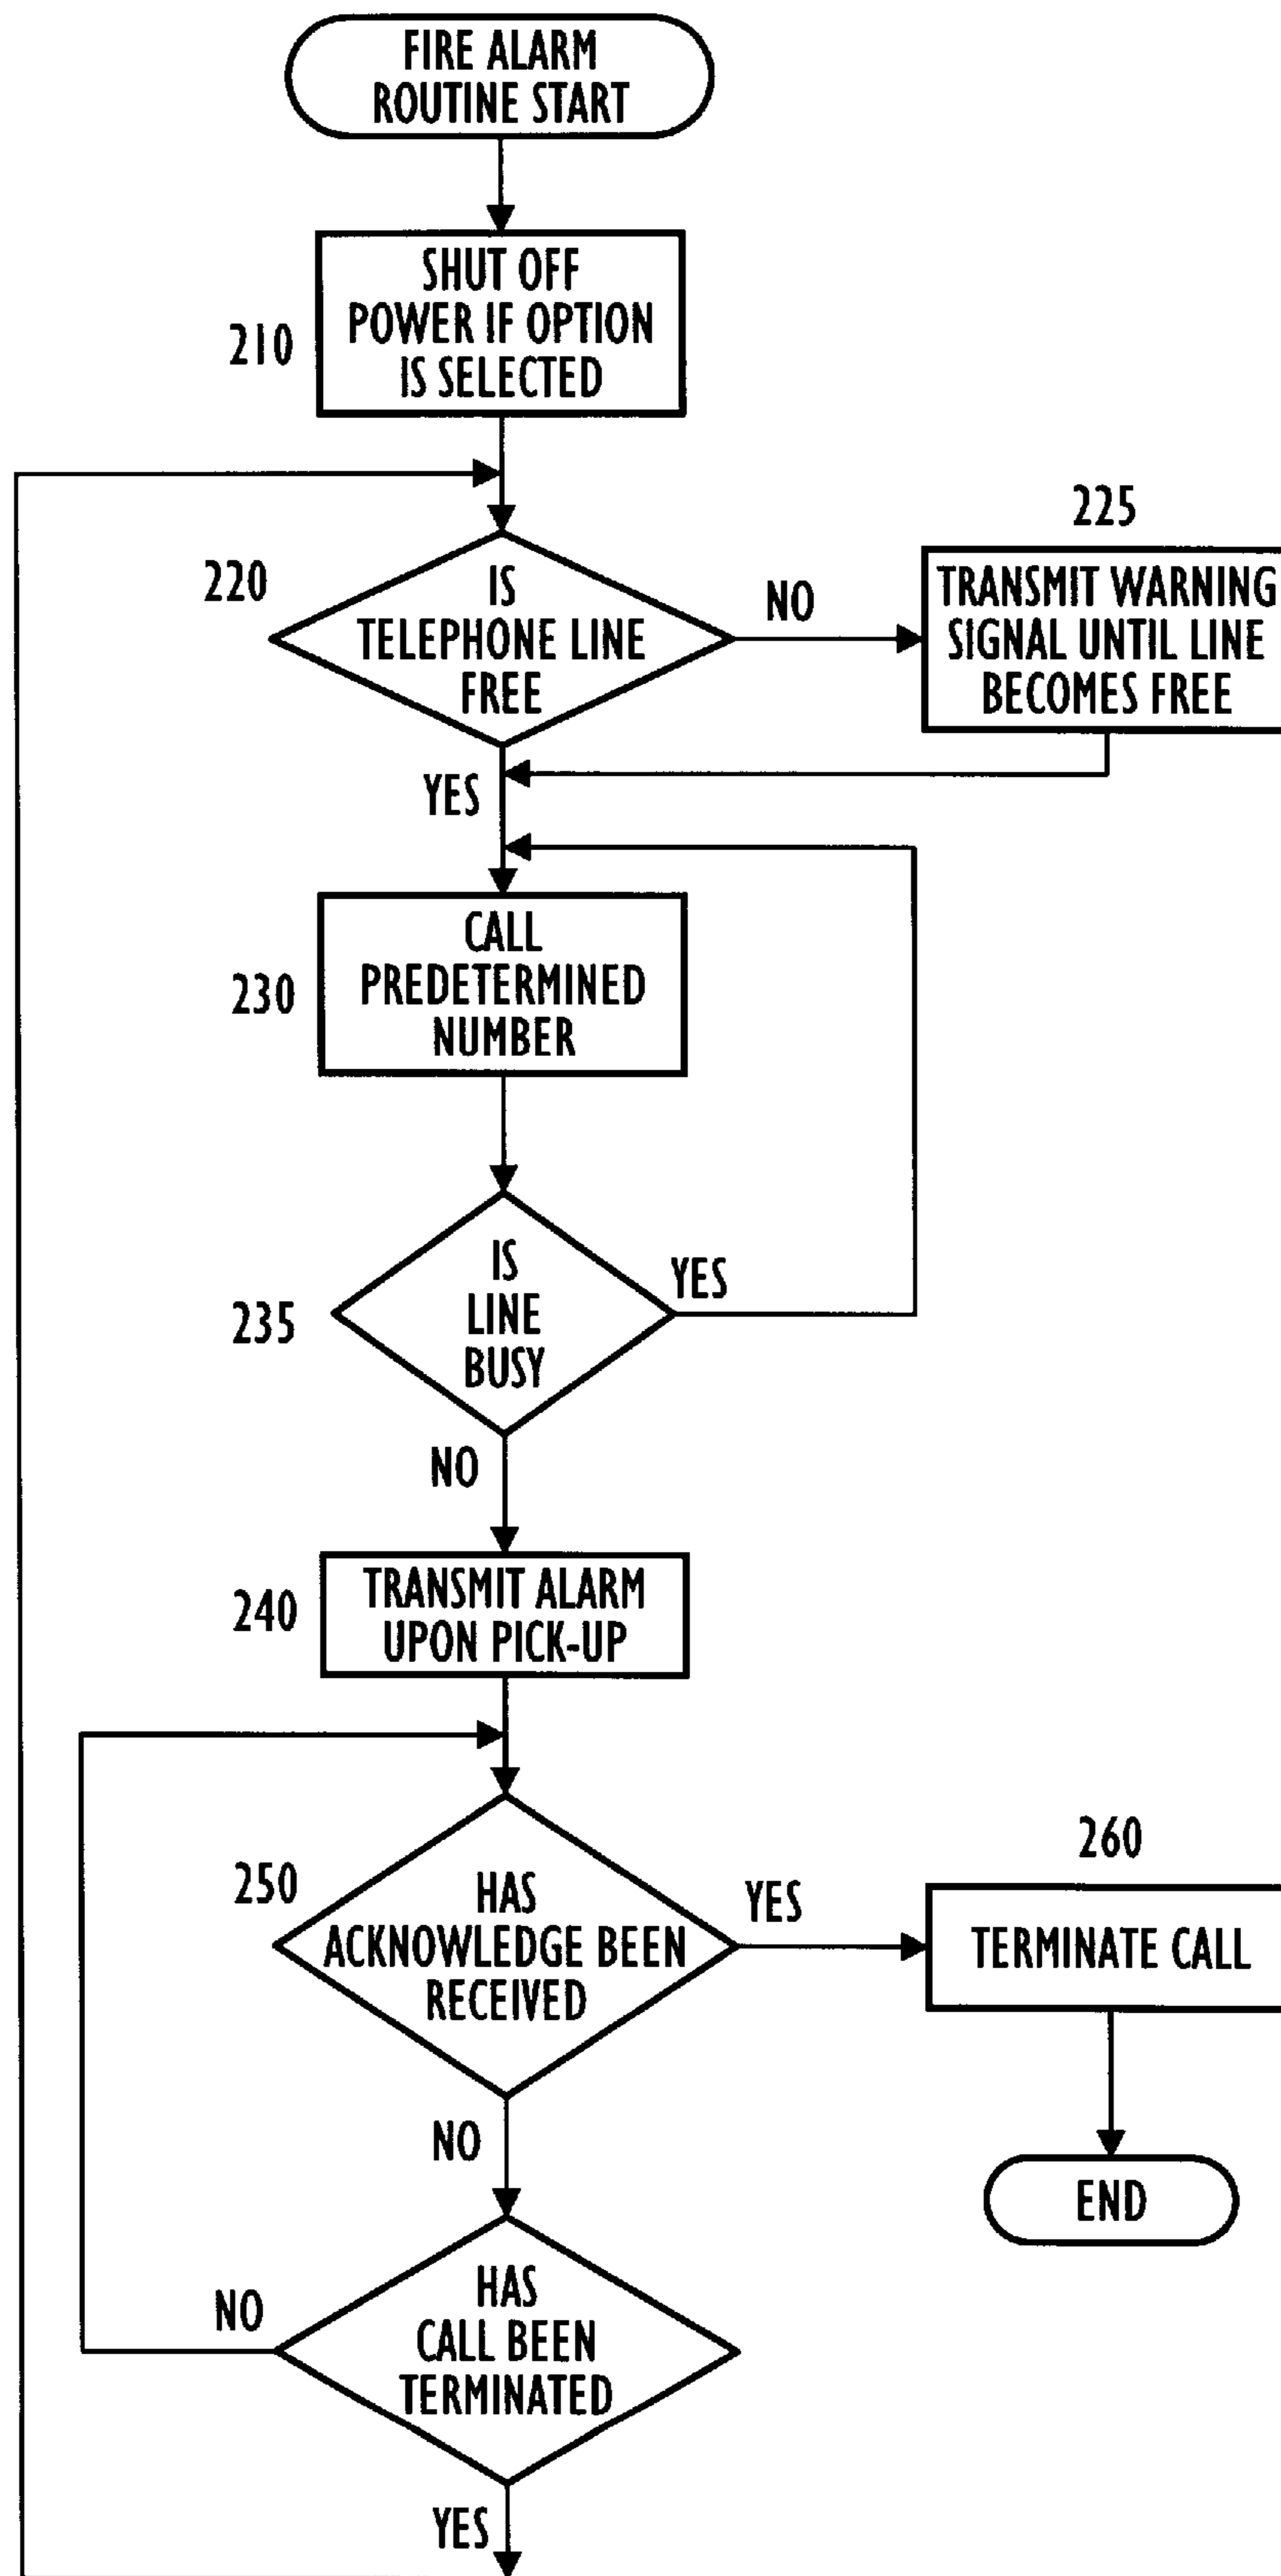 FIRE ALARM
ROUTINE START
SHUT OFF
POWER IF OPTION
IS SELECTED
210
225
220
IS
TELEPHONE LINE
FREE
NO
TRANSMIT WARNING
SIGNAL UNTIL LINE
BECOMES FREE
YES
CALL
PREDETERMINED
NUMBER
230
IS
LINE
BUSY
YES
235
NO
TRANSMIT ALARM
UPON PICK-UP
240
260
250
HAS
ACKNOWLEDGE BEEN
RECEIVED
YES
TERMINATE CALL
NO
END
HAS
CALL BEEN
TERMINATED
NO
YES